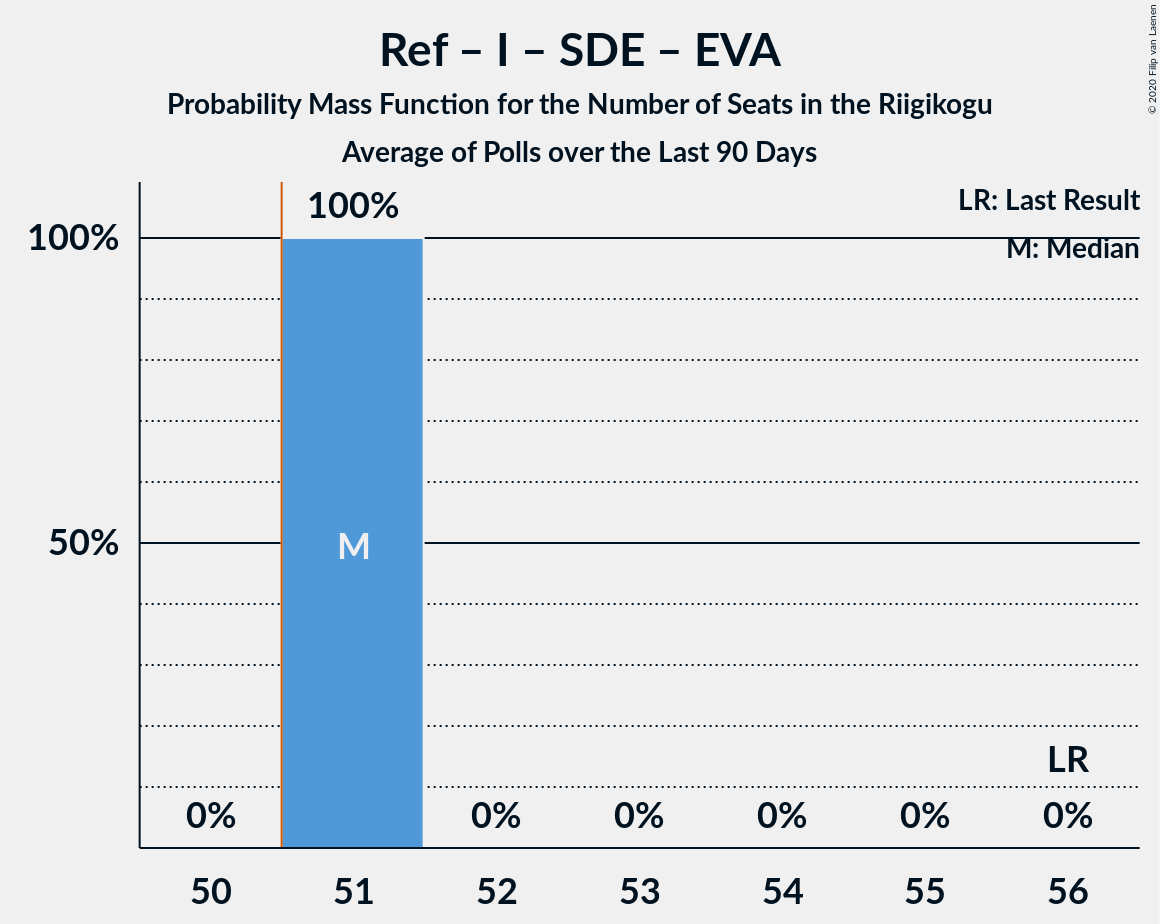 Ref – I – SDE – EVA
Probability Mass Function for the Number of Seats in the Riigikogu
Average of Polls over the Last 90 Days
© 2020 Filip van Laenen
LR: Last Result
M: Median
100%
100%
50%
M
LR
0% 0% 0% 0% 0% 0%
50 51 52 53 54 55 56